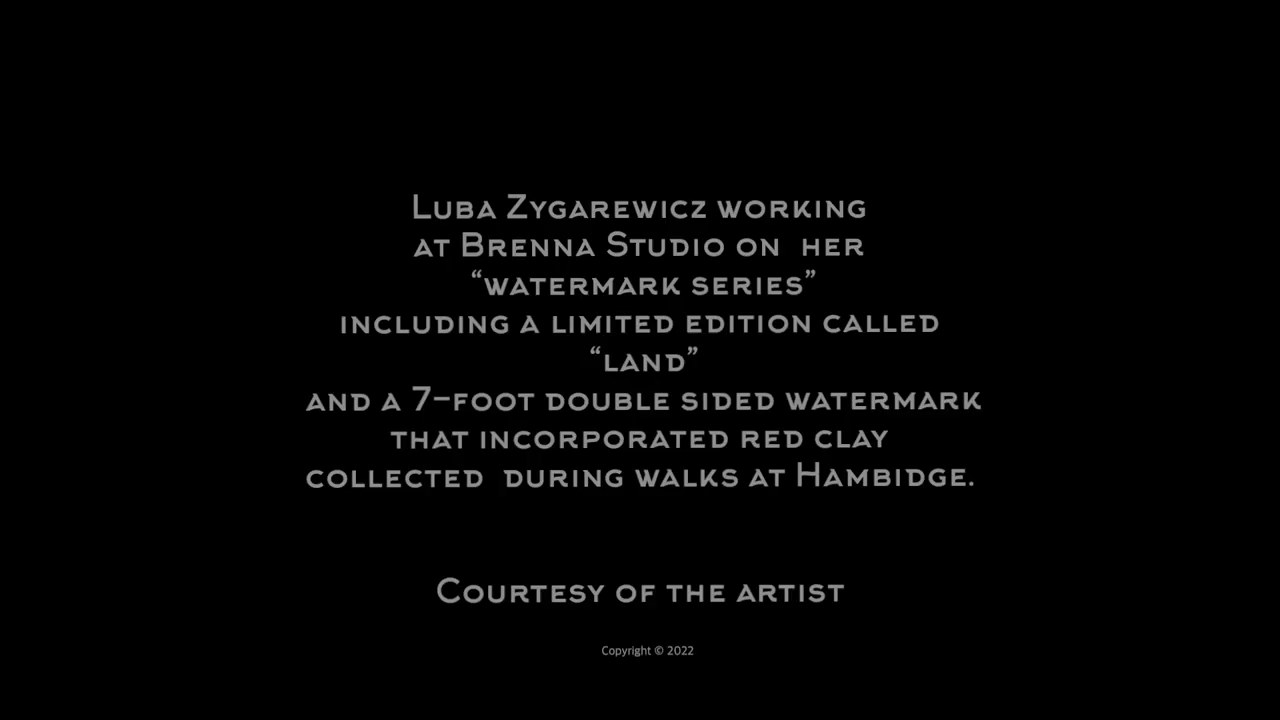 Luba Zygarewicz working
at Brenna Studio on  her
“watermark series”
including a limited edition called
“land”
and a 7-foot double sided watermark
that incorporated red clay
collected  during walks at Hambidge.
Courtesy of the artist
Copyright © 2022